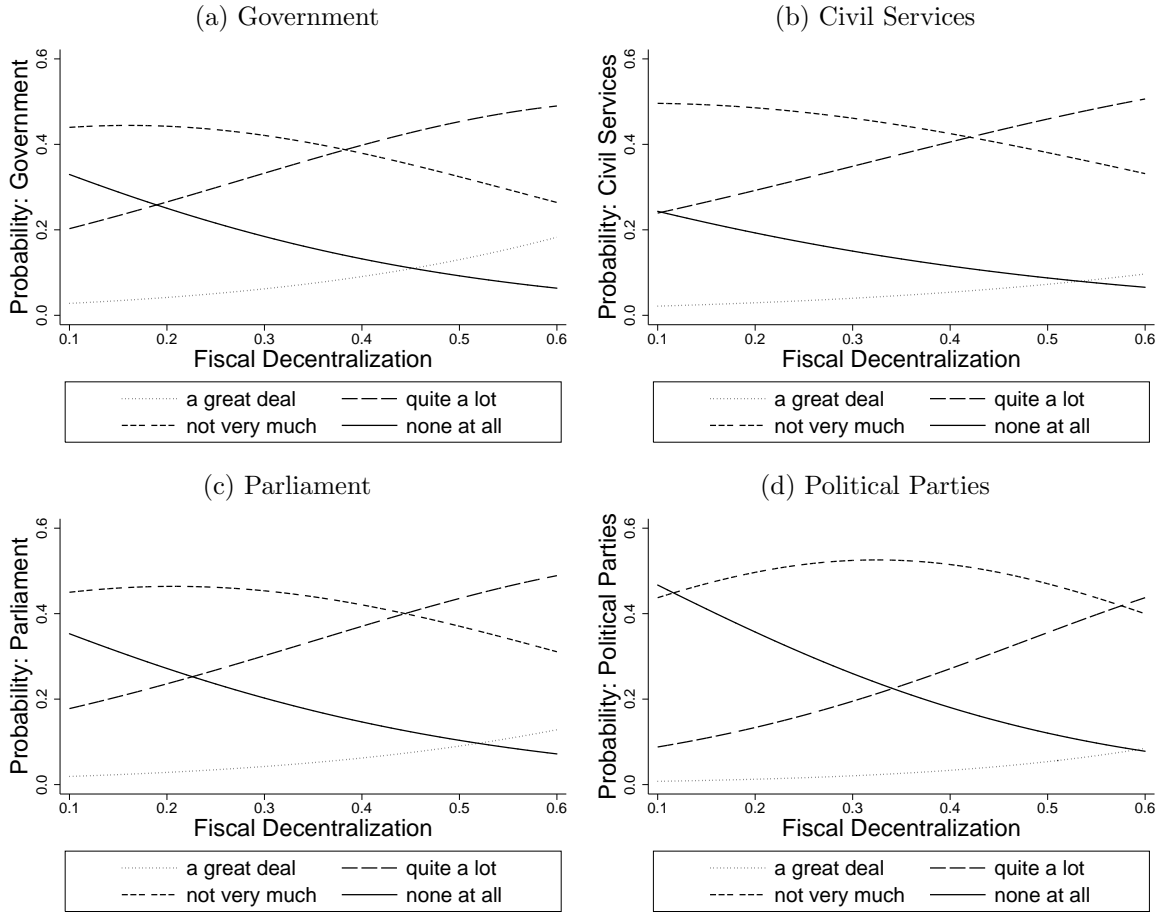 (a) Government
Probability: Government
0.0 0.2 0.4 0.6
0.1 0.2 0.3 0.4 0.5 0.6
Fiscal Decentralization
a great deal quite a lot
not very much none at all
(b) Civil Services
Probability: Civil Services
0.0 0.2 0.4 0.6
0.1 0.2 0.3 0.4 0.5 0.6
Fiscal Decentralization
a great deal quite a lot
not very much none at all
(c) Parliament
Probability: Parliament
0.0 0.2 0.4 0.6
0.1 0.2 0.3 0.4 0.5 0.6
Fiscal Decentralization
a great deal quite a lot
not very much none at all
(d) Political Parties
Probability: Political Parties
0.0 0.2 0.4 0.6
0.1 0.2 0.3 0.4 0.5 0.6
Fiscal Decentralization
a great deal quite a lot
not very much none at all